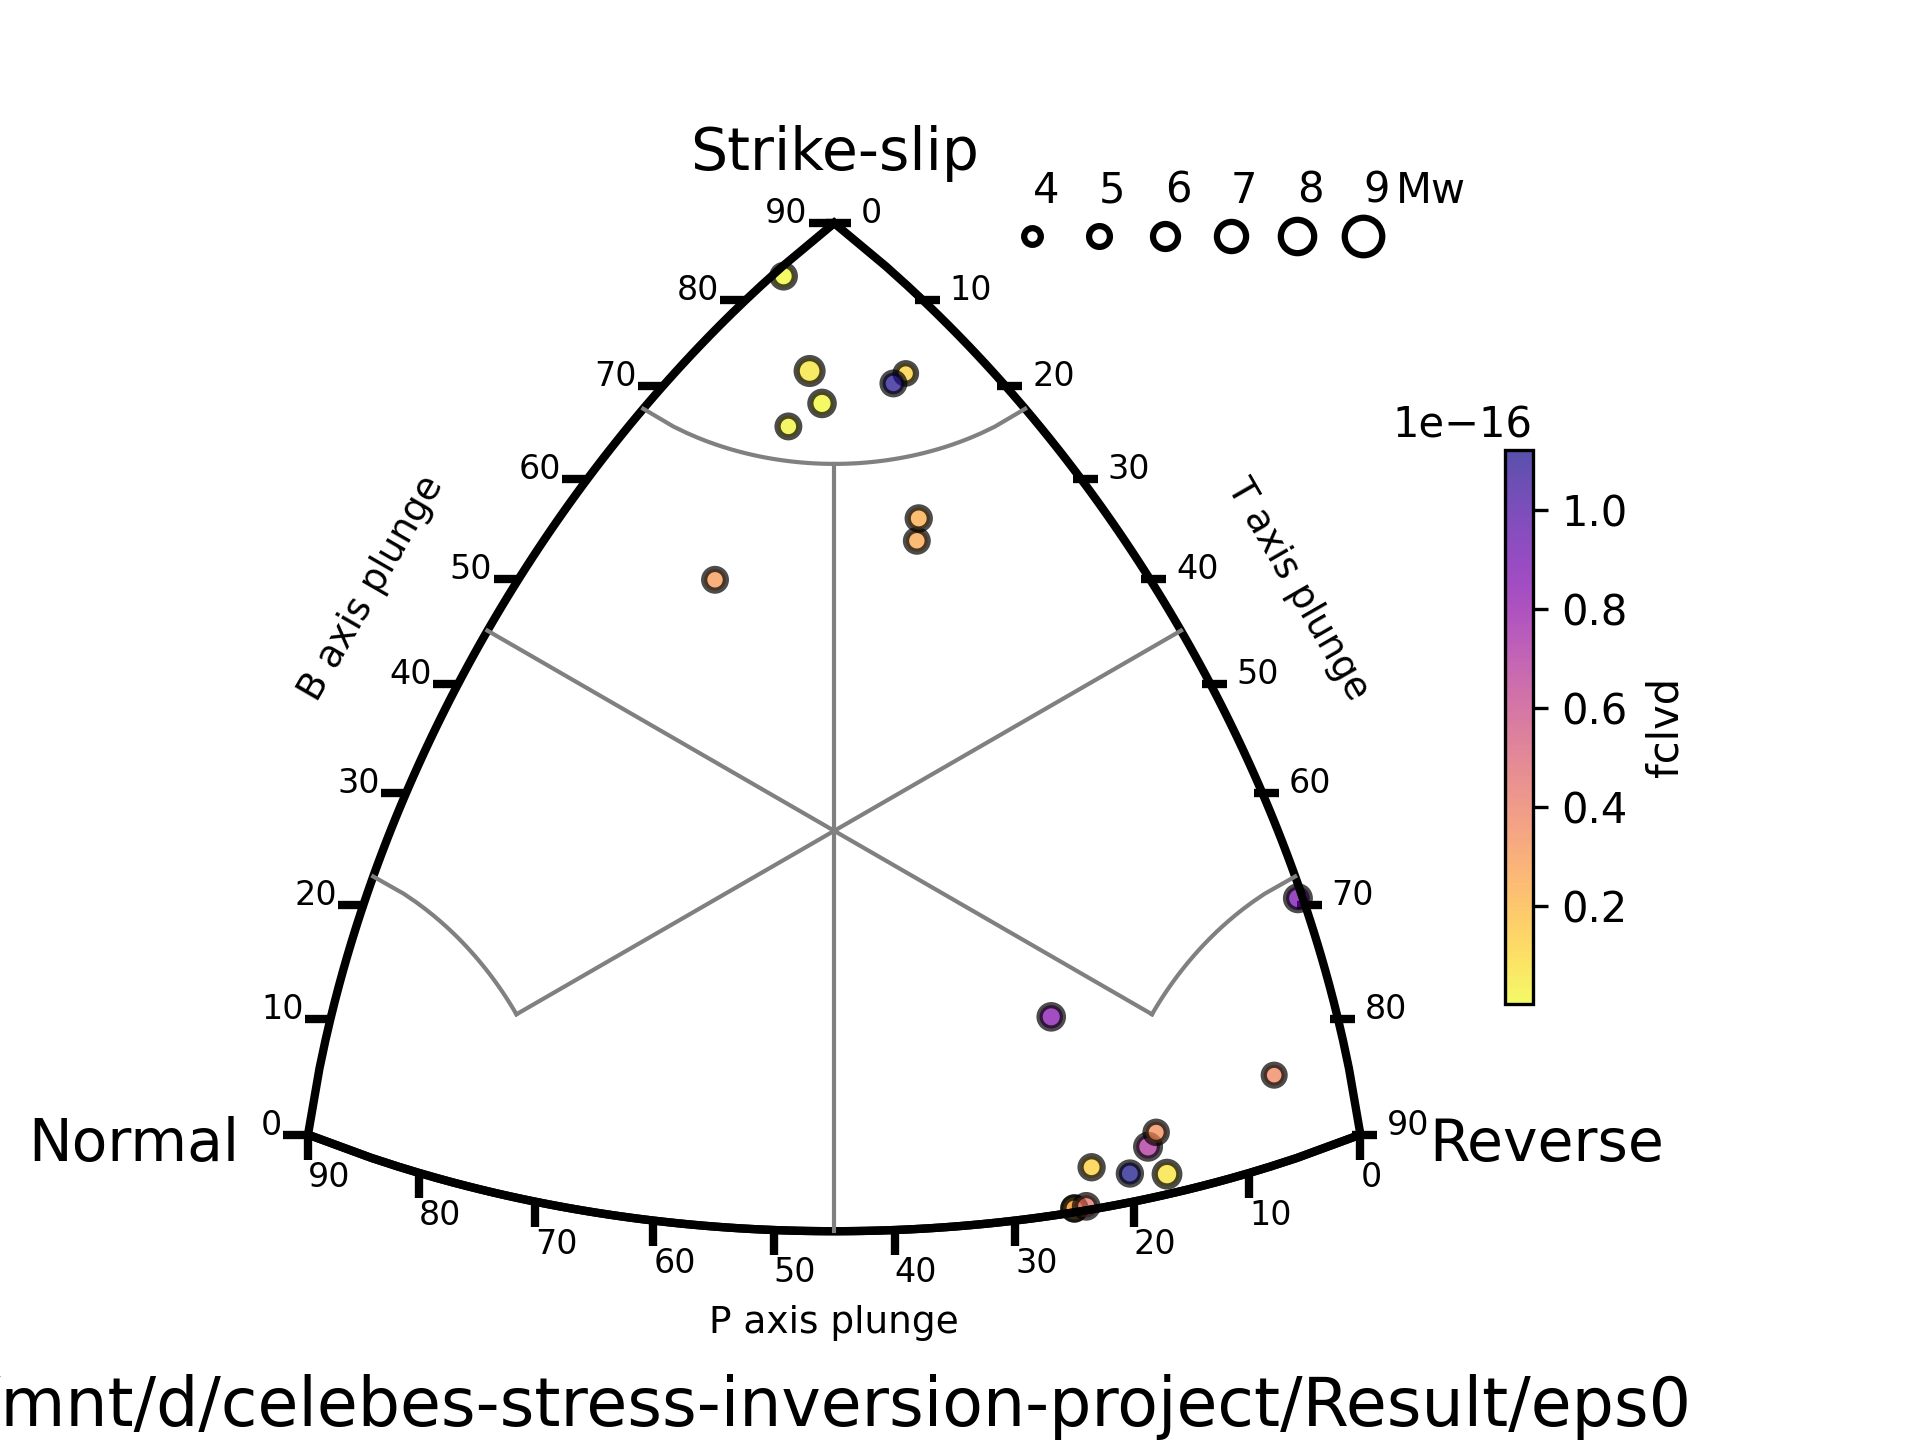 Strike-slip
4 5 6 7 8 9 Mw
90 0
80 10
70 20
60 30
50 40
40 50
30 60
20 70
10 80
0 90
B axis plunge
T axis plunge
Normal
Reverse
90 80 70 60 50 40 30 20 10 0
P axis plunge
1e−16
1.0
0.8
0.6
0.4
0.2
fclvd
mnt/d/celebes-stress-inversion-project/Result/eps0